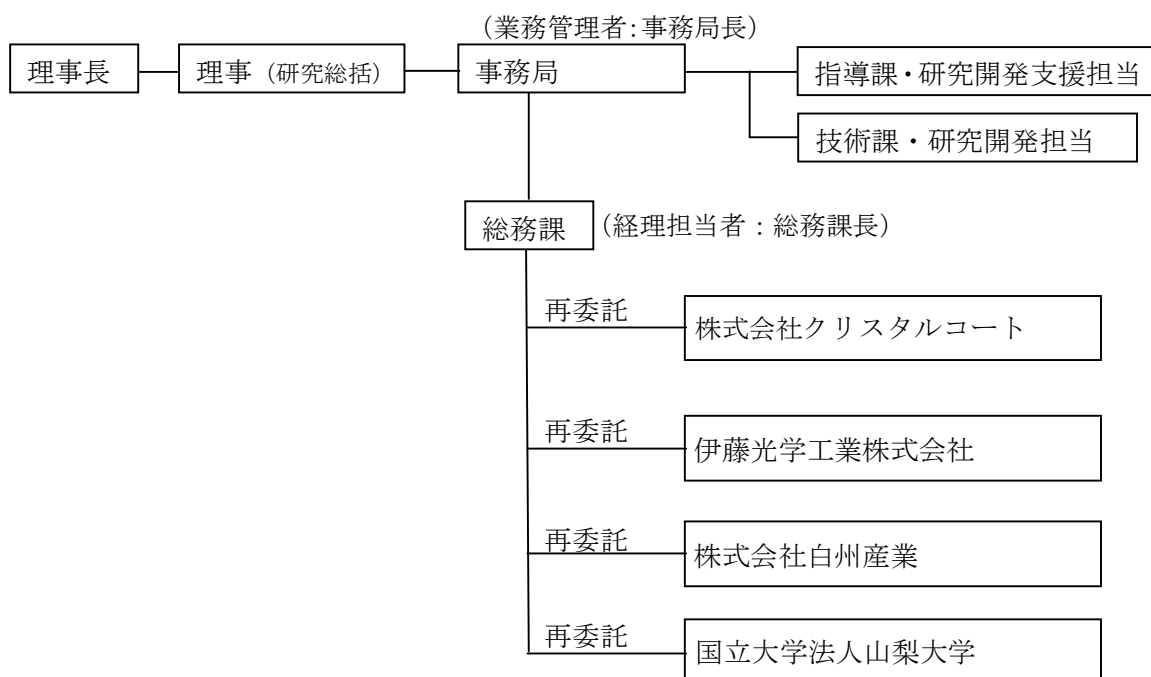 (業務管理者:事務局長)
理事長
理事 (研究総括)
事務局
指導課・研究開発支援担当
技術課・研究開発担当
総務課
(経理担当者:総務課長)
再委託
株式会社クリスタルコート
再委託
伊藤光学工業株式会社
再委託
株式会社白州産業
再委託
国立大学法人山梨大学